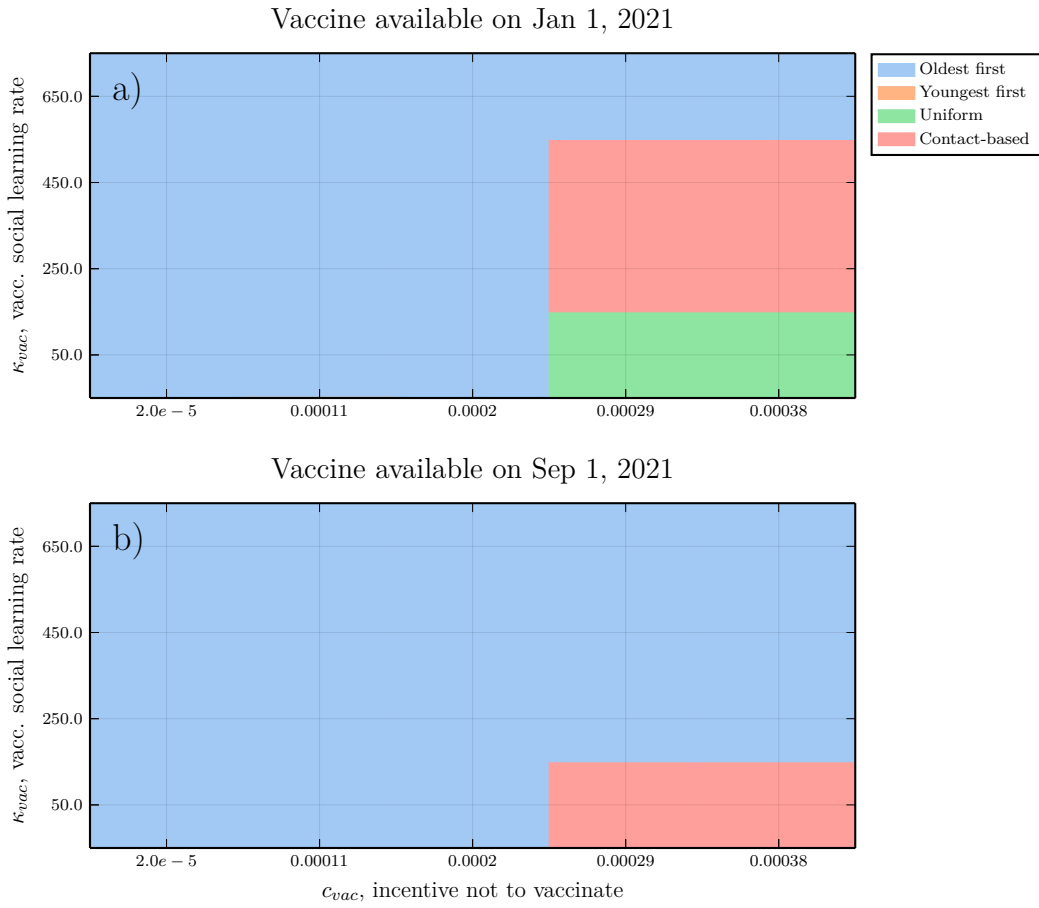 Vaccine available on Jan 1, 2021
a)
κvac, vacc. social learning rate
650.0
450.0
250.0
50.0
2.0e − 5
0.00011
0.0002
0.00029
0.00038
Oldest first
Youngest first
Uniform
Contact-based
Vaccine available on Sep 1, 2021
b)
κvac, vacc. social learning rate
650.0
450.0
250.0
50.0
2.0e − 5
0.00011
0.0002
0.00029
0.00038
cvac, incentive not to vaccinate